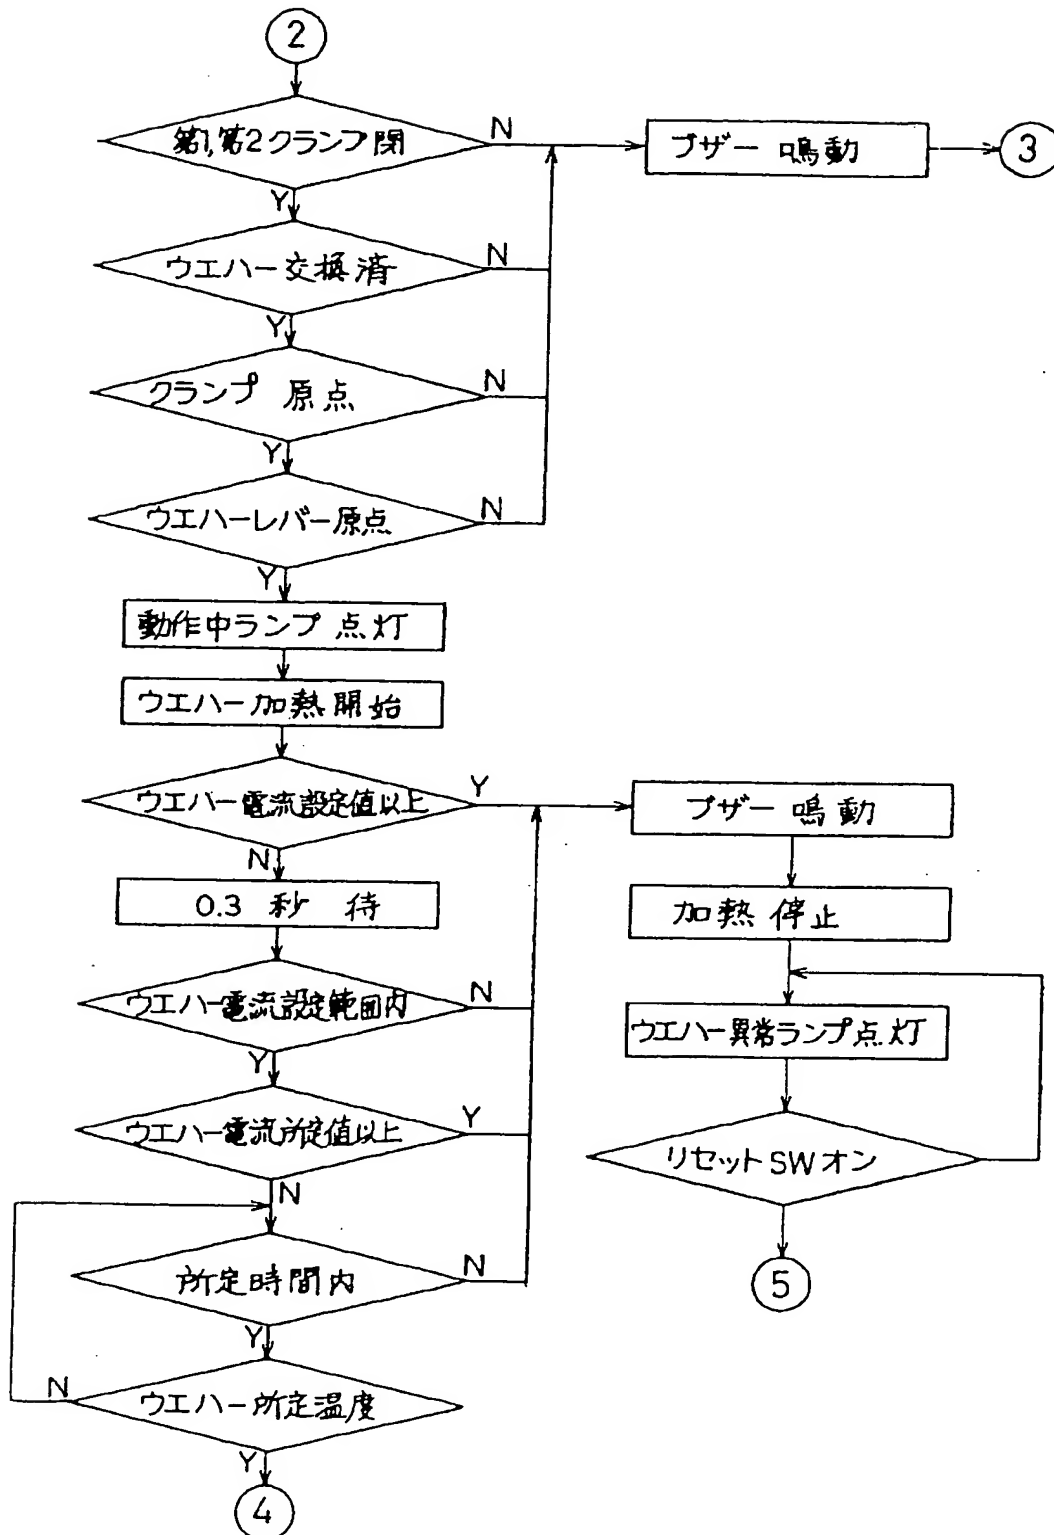 2
第1,第2クランプ閉
N
ブザー 鳴動
3
Y
ウエハー交換済
N
Y
クランプ 原点
N
Y
ウエハーレバー原点
N
Y
動作中ランプ 点灯
ウエハー加熱開始
ウエハー電流設定値以上
Y
ブザー 鳴動
N
0.3 秒 待
加熱停止
ウエハー電流設定範囲内
N
ウエハー異常ランプ点灯
Y
ウエハー電流所定値以上
Y
リセットSWオン
N
所定時間内
N
5
Y
ウエハー所定温度
N
Y
4